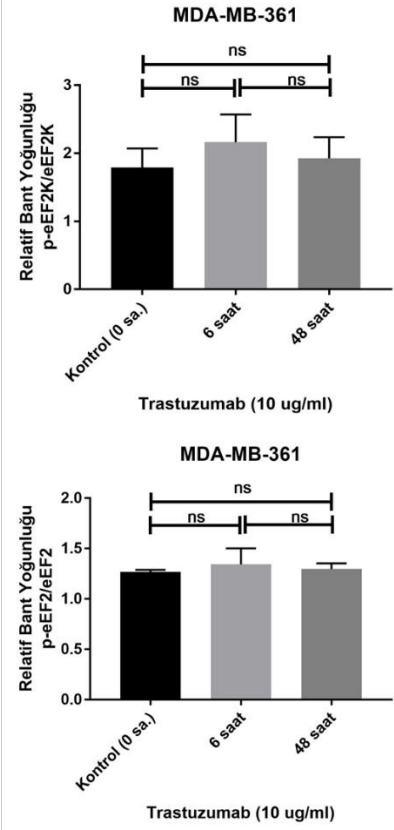 MDA-MB-361
ns
ns
ns
Relatif Bant Yoğunluğu
p-eEF2K/eEF2K
3
2
1
0
Kontrol (0 sa.)
6 saat
48 saat
Trastuzumab (10 ug/ml)
MDA-MB-361
ns
ns
ns
Relatif Bant Yoğunluğu
p-eEF2/eEF2
2.0
1.5
1.0
0.5
0.0
Kontrol (0 sa.)
6 saat
48 saat
Trastuzumab (10 ug/ml)